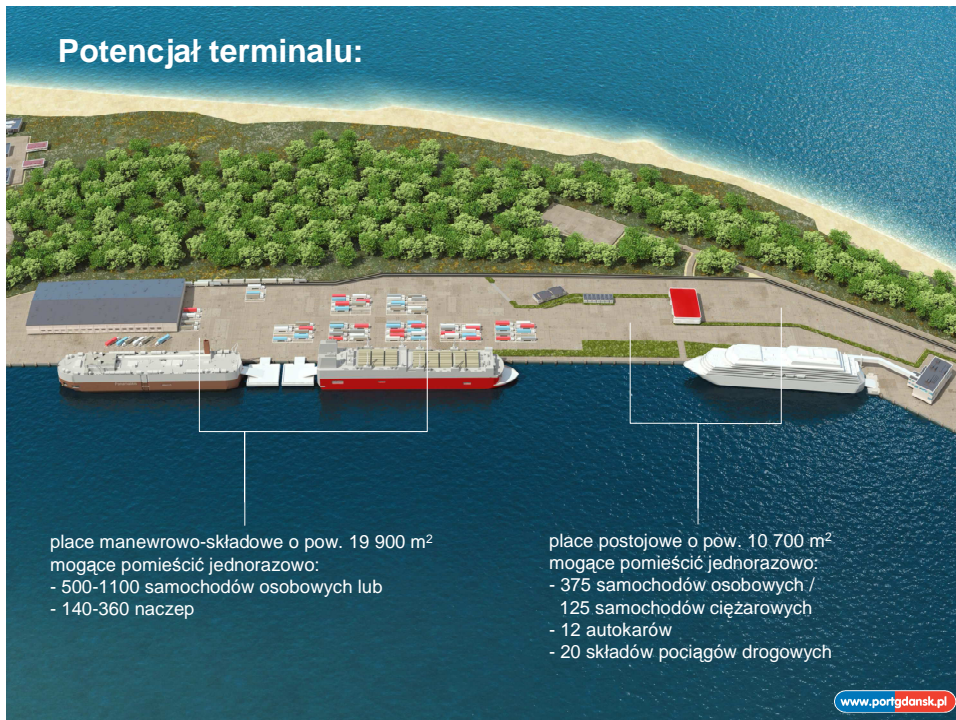 Potencjał terminalu:
place manewrowo-składowe o pow. 19 900 m²
mogące pomieścić jednorazowo:
- 500-1100 samochodów osobowych lub
- 140-360 naczep
place postojowe o pow. 10 700 m²
mogące pomieścić jednorazowo:
- 375 samochodów osobowych /
125 samochodów ciężarowych
- 12 autokarów
- 20 składów pociągów drogowych
www.portgdansk.pl